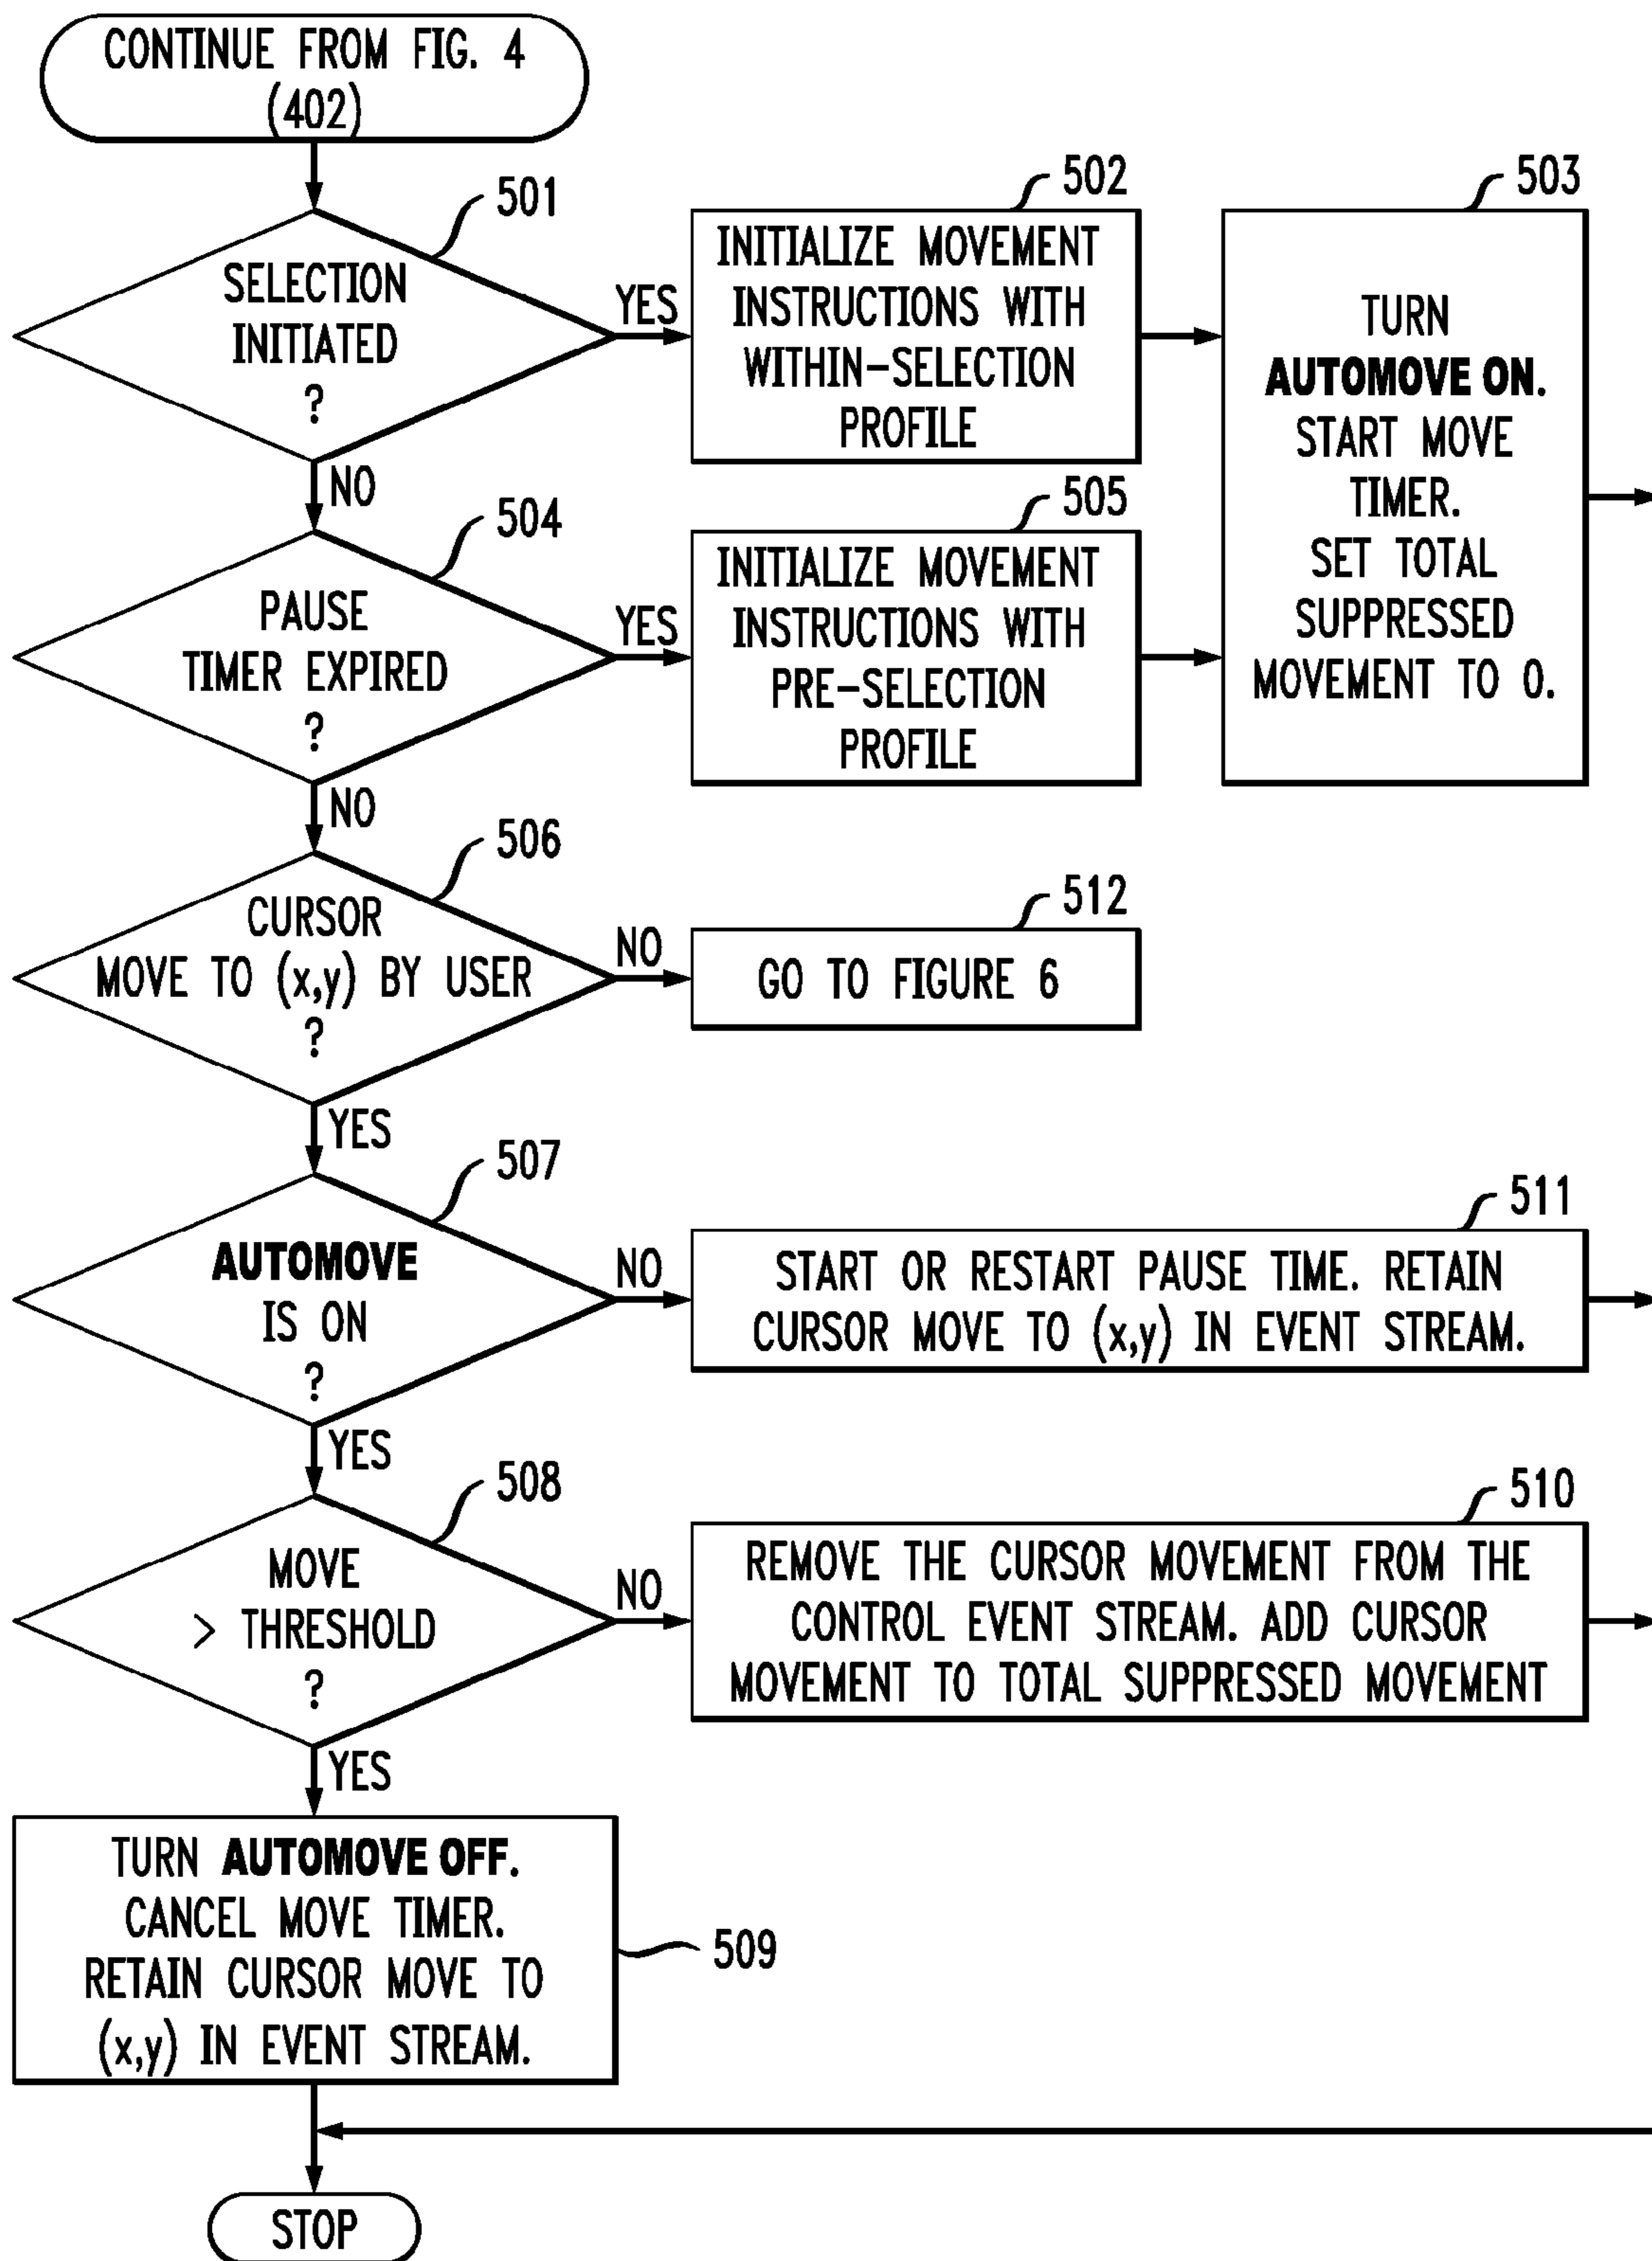 CONTINUE FROM FIG. 4
(402)
501
SELECTION
INITIATED
?
YES
NO
502
INITIALIZE MOVEMENT
INSTRUCTIONS WITH
WITHIN-SELECTION
PROFILE
503
TURN
AUTOMOVE ON.
START MOVE
TIMER.
SET TOTAL
SUPPRESSED
MOVEMENT TO 0.
504
PAUSE
TIMER EXPIRED
?
YES
NO
505
INITIALIZE MOVEMENT
INSTRUCTIONS WITH
PRE-SELECTION
PROFILE
506
CURSOR
MOVE TO (x,y) BY USER
?
NO
YES
512
GO TO FIGURE 6
507
AUTOMOVE
IS ON
?
NO
YES
511
START OR RESTART PAUSE TIME. RETAIN
CURSOR MOVE TO (x,y) IN EVENT STREAM.
508
MOVE
> THRESHOLD
?
NO
YES
510
REMOVE THE CURSOR MOVEMENT FROM THE
CONTROL EVENT STREAM. ADD CURSOR
MOVEMENT TO TOTAL SUPPRESSED MOVEMENT
TURN AUTOMOVE OFF.
CANCEL MOVE TIMER.
RETAIN CURSOR MOVE TO
(x,y) IN EVENT STREAM.
509
STOP